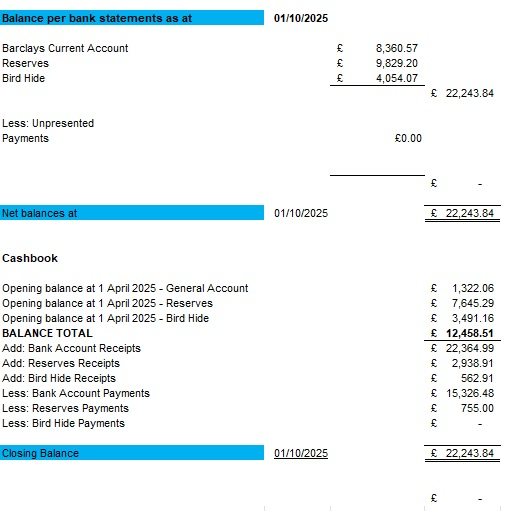 Balance per bank statements as at 01/10/2025
Barclays Current Account £ 8,360.57
Reserves £ 9,829.20
Bird Hide £ 4,054.07
£ 22,243.84
Less: Unpresented
Payments £0.00
£ -
Net balances at 01/10/2025 £ 22,243.84
Cashbook
Opening balance at 1 April 2025 - General Account £ 1,322.06
Opening balance at 1 April 2025 - Reserves £ 7,645.29
Opening balance at 1 April 2025 - Bird Hide £ 3,491.16
BALANCE TOTAL £ 12,458.51
Add: Bank Account Receipts £ 22,364.99
Add: Reserves Receipts £ 2,938.91
Add: Bird Hide Receipts £ 562.91
Less: Bank Account Payments £ 15,326.48
Less: Reserves Payments £ 755.00
Less: Bird Hide Payments £ -
Closing Balance 01/10/2025 £ 22,243.84
£ -